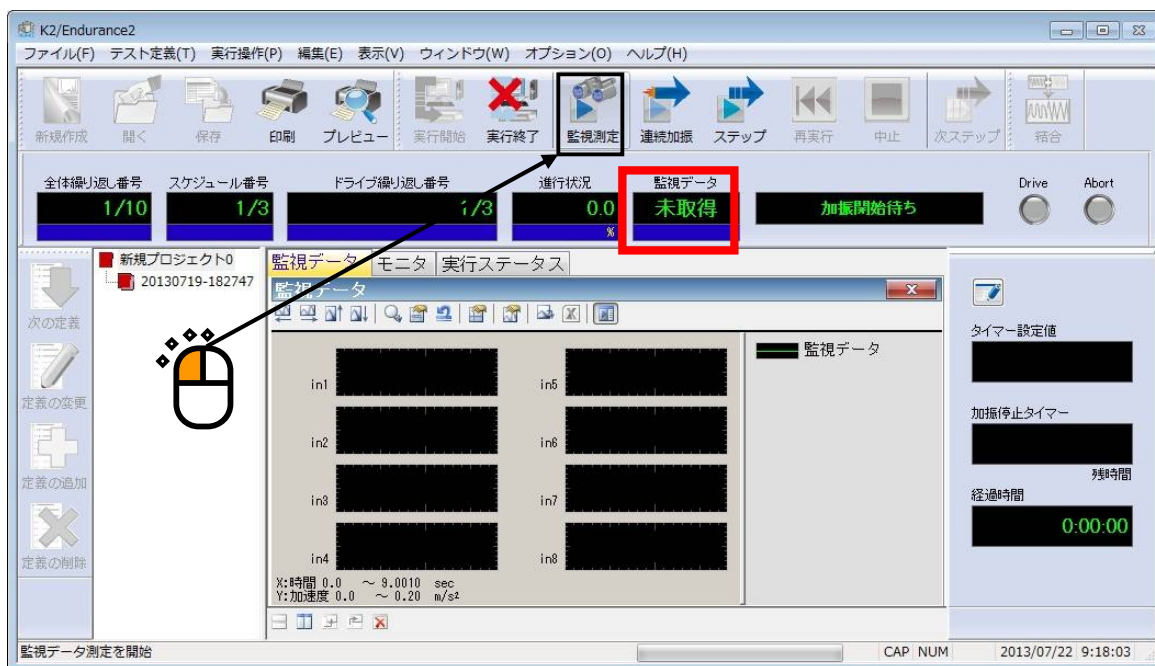 K2/Endurance2
ファイル(F) テスト定義(T) 実行操作(P) 編集(E) 表示(V) ウィンドウ(W) オプション(O) ヘルプ(H)
新規作成 開く 保存 印刷 プレビュー 実行開始 実行終了 監視測定 連続加振 ステップ 再実行 中止 次ステップ 結合
全体繰り返し番号 スケジュール番号 ドライブ繰り返し番号 進行状況 監視データ Drive Abort
1/10 1/3 1/3 0.0 未取得 加振開始待ち
%
新規プロジェクト0
20130719-182747
監視データ モニタ 実行ステータス
監視データ
次の定義
定義の変更
定義の追加
定義の削除
in1 in5
in2 in6
in3 in7
in4 in8
監視データ
X:時間 0.0 ~ 9.0010 sec
Y:加速度 0.0 ~ 0.20 m/s²
タイマー設定値
加振停止タイマー
残時間
経過時間
0:00:00
監視データ測定を開始 CAP NUM 2013/07/22 9:18:03